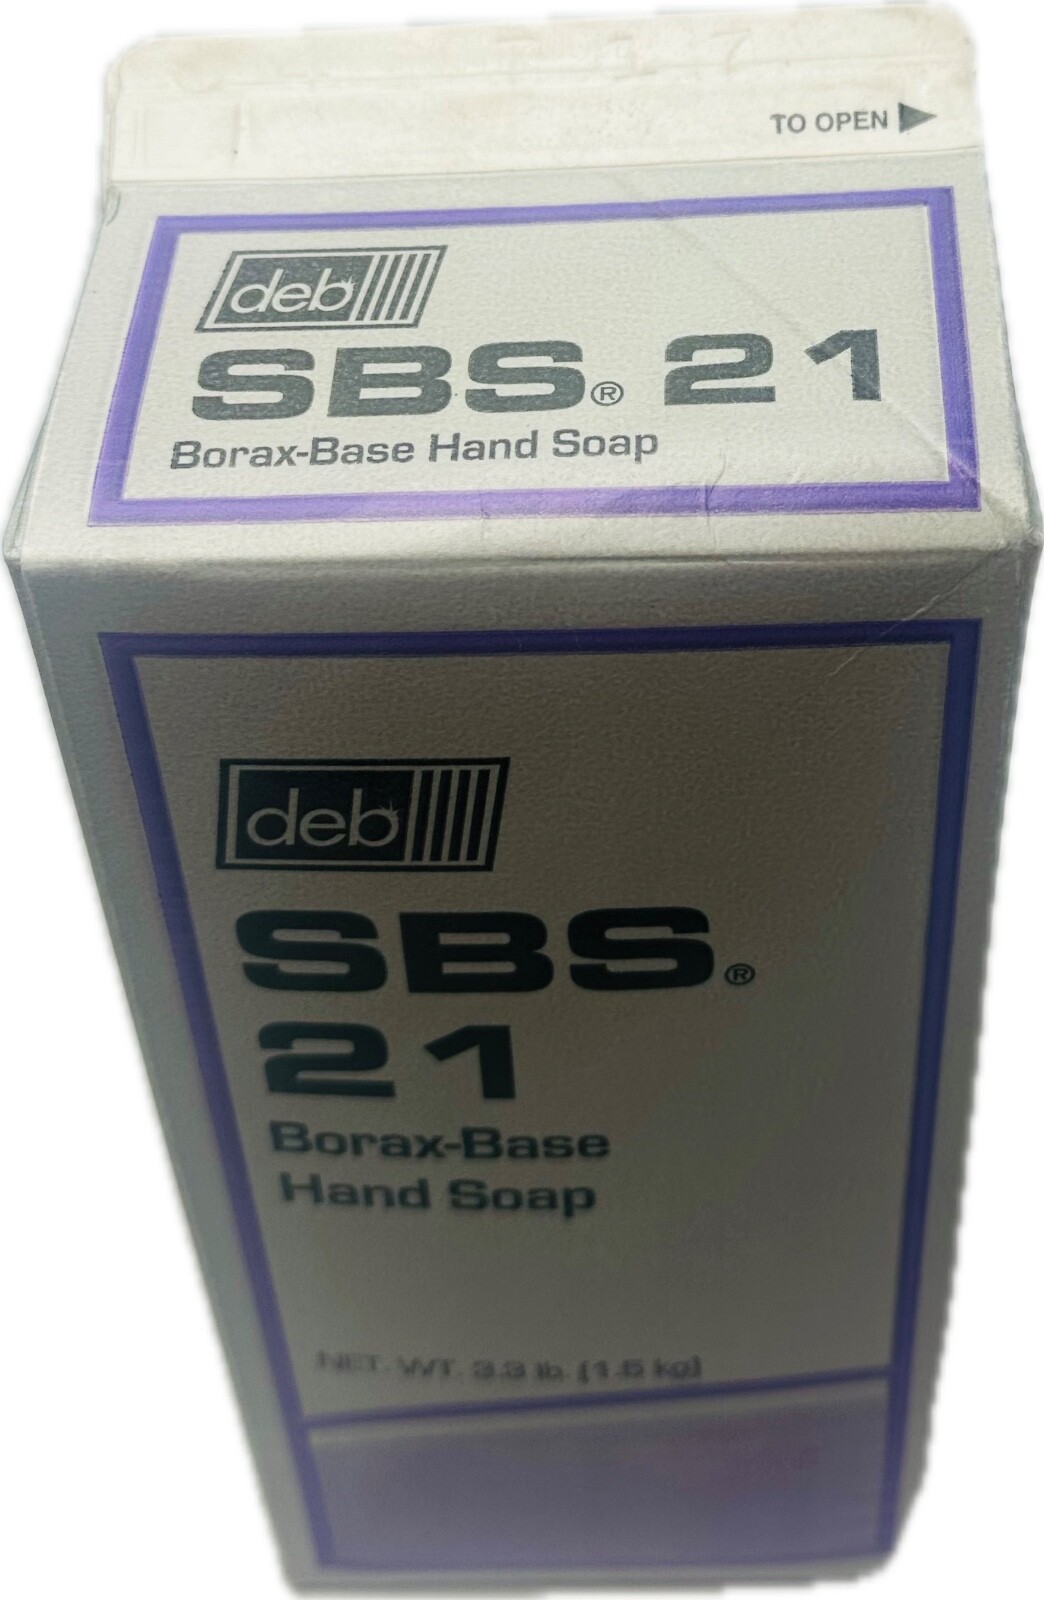 TO OPEN
deb
SBS® 21
Borax-Base Hand Soap
deb
SBS®
21
Borax-Base
Hand Soap
NET. WT. 3.3 lb. (1.5 kg)